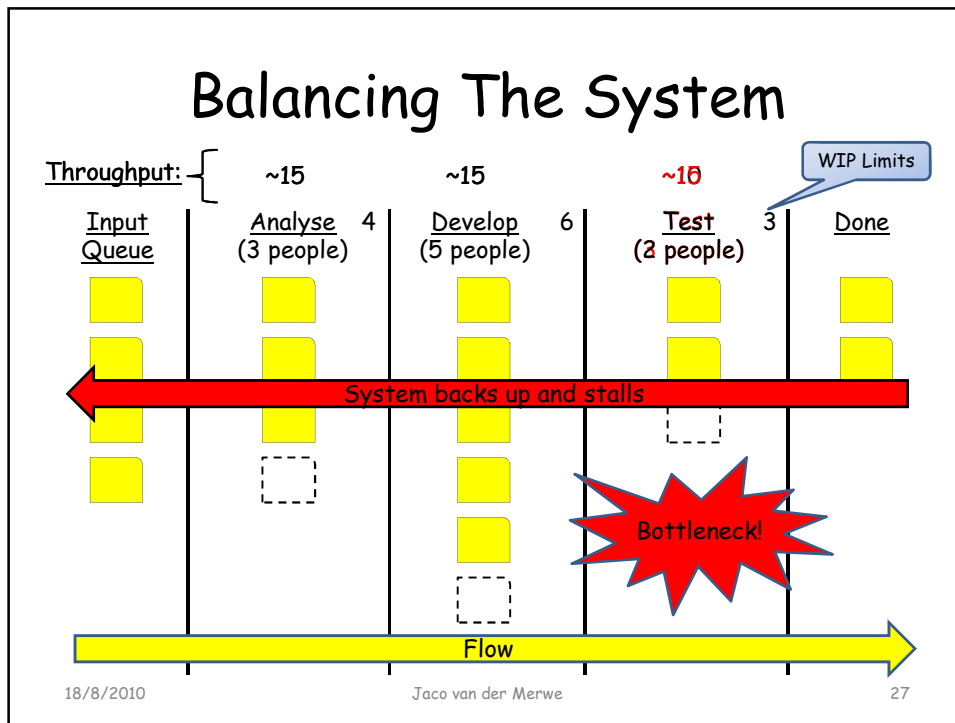 Balancing The System
Throughput: ~15 ~15
WIP Limits
Input Queue
Analyse 4
(3 people)
Develop 6
(5 people)
Test 3
people)
Done
System backs up and stalls
Bottleneck!
Flow
18/8/2010 Jaco van der Merwe 27